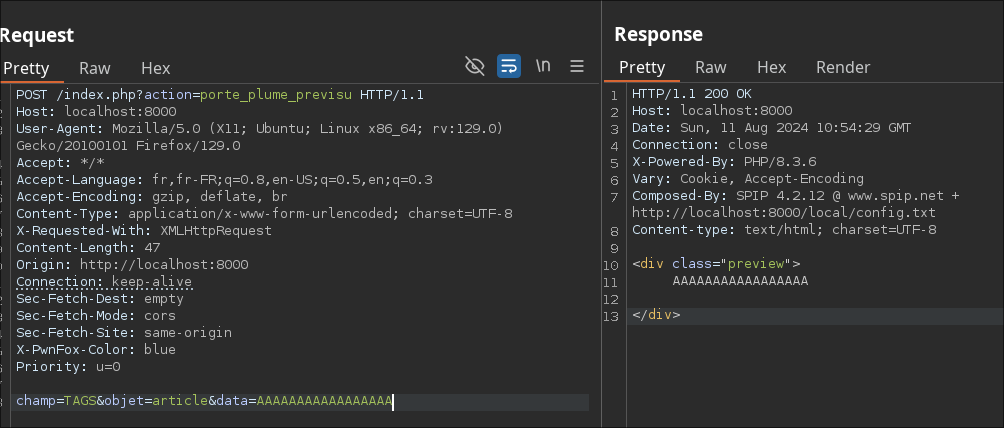 Request
Pretty Raw Hex
\n
POST /index.php?action=porte_plume_previsu HTTP/1.1
Host: localhost:8000
User-Agent: Mozilla/5.0 (X11; Ubuntu; Linux x86_64; rv:129.0)
Gecko/20100101 Firefox/129.0
Accept: */*
Accept-Language: fr,fr-FR;q=0.8,en-US;q=0.5,en;q=0.3
Accept-Encoding: gzip, deflate, br
Content-Type: application/x-www-form-urlencoded; charset=UTF-8
X-Requested-With: XMLHttpRequest
Content-Length: 47
Origin: http://localhost:8000
Connection: keep-alive
Sec-Fetch-Dest: empty
Sec-Fetch-Mode: cors
Sec-Fetch-Site: same-origin
X-PwnFox-Color: blue
Priority: u=0
champ=TAGS&objet=article&data=AAAAAAAAAAAAAAAAA
Response
Pretty Raw Hex Render
1 HTTP/1.1 200 OK
2 Host: localhost:8000
3 Date: Sun, 11 Aug 2024 10:54:29 GMT
4 Connection: close
5 X-Powered-By: PHP/8.3.6
6 Vary: Cookie, Accept-Encoding
7 Composed-By: SPIP 4.2.12 @ www.spip.net +
http://localhost:8000/local/config.txt
8 Content-type: text/html; charset=UTF-8
9
10 <div class="preview">
11 AAAAAAAAAAAAAAAAA
12
13 </div>